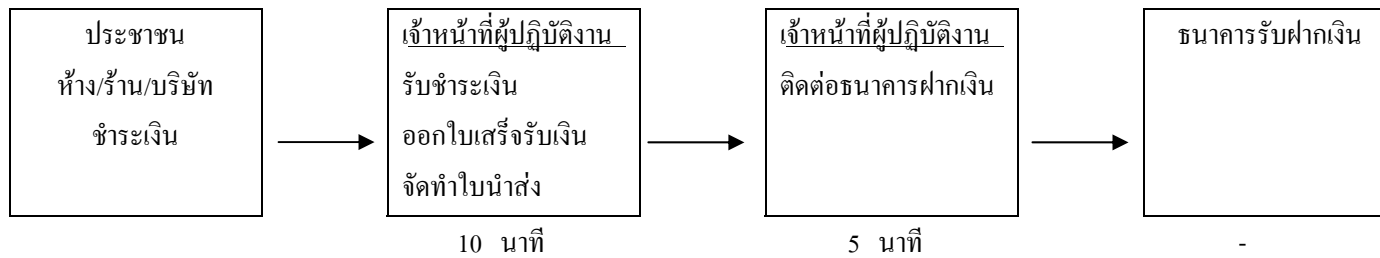 ประชาชน
ห้าง/ร้าน/บริษัท
ชำระเงิน
เจ้าหน้าที่ผู้ปฏิบัติงาน
รับชำระเงิน
ออกใบเสร็จรับเงิน
จัดทำใบนำส่ง
10 นาที
เจ้าหน้าที่ผู้ปฏิบัติงาน
ติดต่อธนาคารฝากเงิน
5 นาที
ธนาคารรับฝากเงิน
-